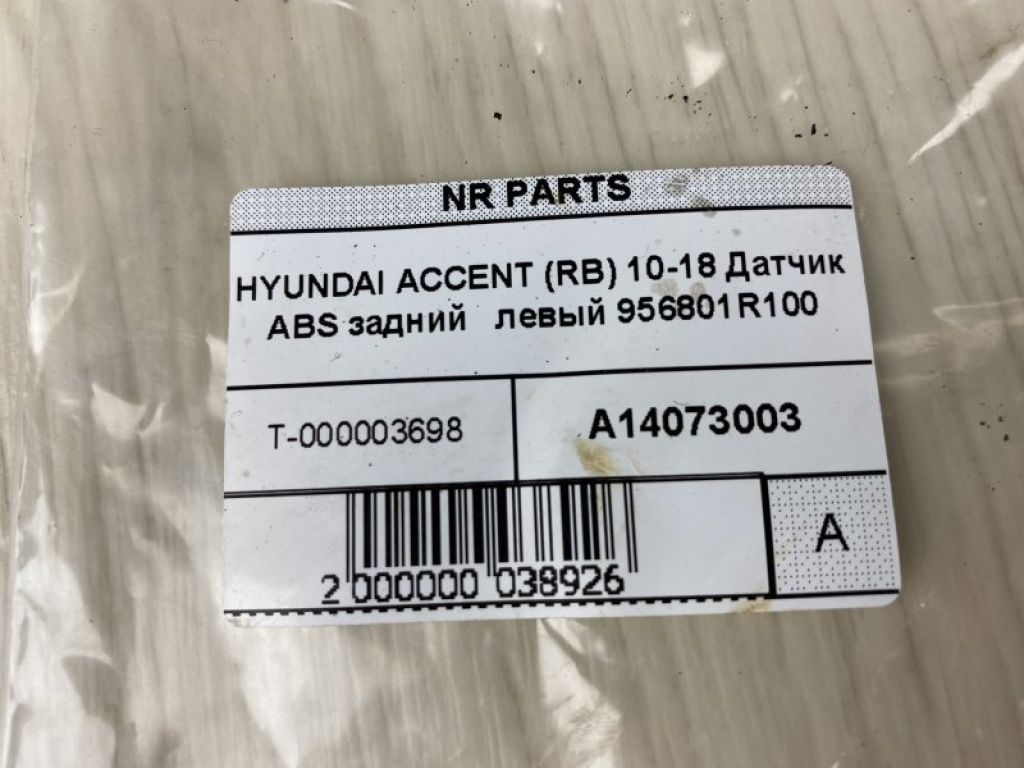 NR PARTS
HYUNDAI ACCENT (RB) 10-18 Датчик
ABS задний левый 956801R100
T-000003698
A14073003
2 000000 038926
A